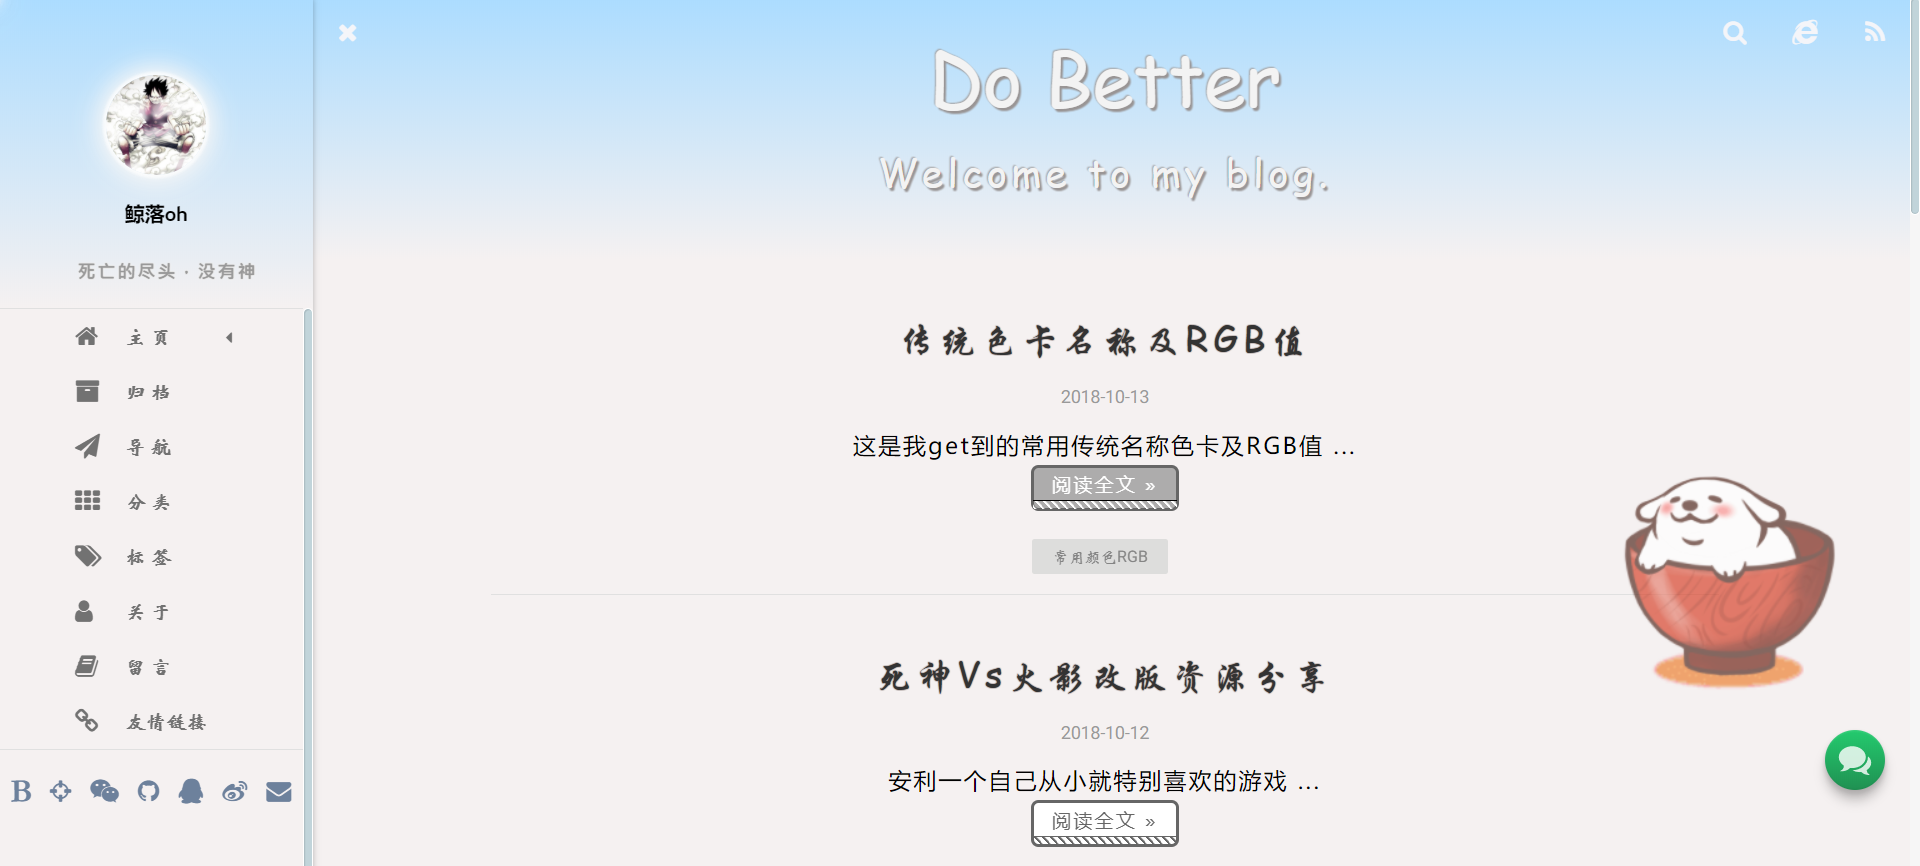 鲸落oh
死亡的尽头 · 没有神
主页
归档
导航
分类
标签
关于
留言
友情链接
B
Do Better
Welcome to my blog.
传统色卡名称及RGB值
2018-10-13
这是我get到的常用传统名称色卡及RGB值 ...
阅读全文 »
常用颜色RGB
死神Vs火影改版资源分享
2018-10-12
安利一个自己从小就特别喜欢的游戏 ...
阅读全文 »